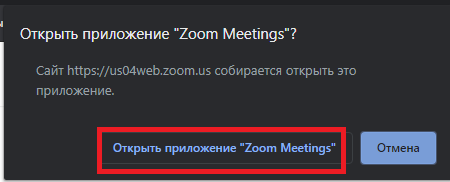 Открыть приложение "Zoom Meetings"?
Сайт https://us04web.zoom.us собирается открыть это
приложение.
Открыть приложение "Zoom Meetings"
Отмена